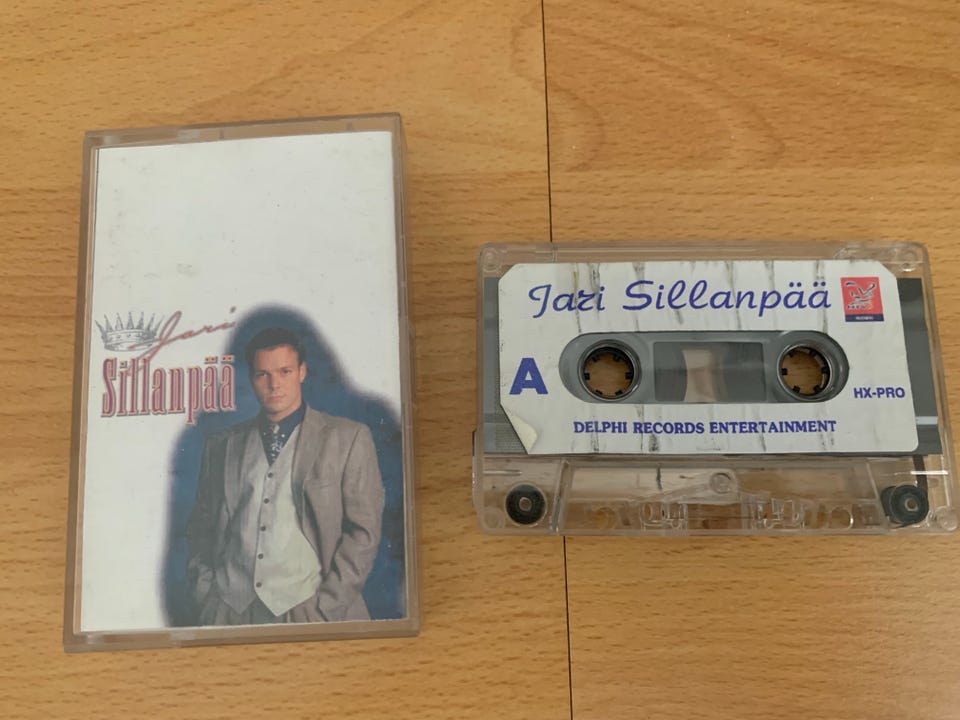 Jari
Sillanpää
Jari Sillanpää
A
HX-PRO
DELPHI RECORDS ENTERTAINMENT